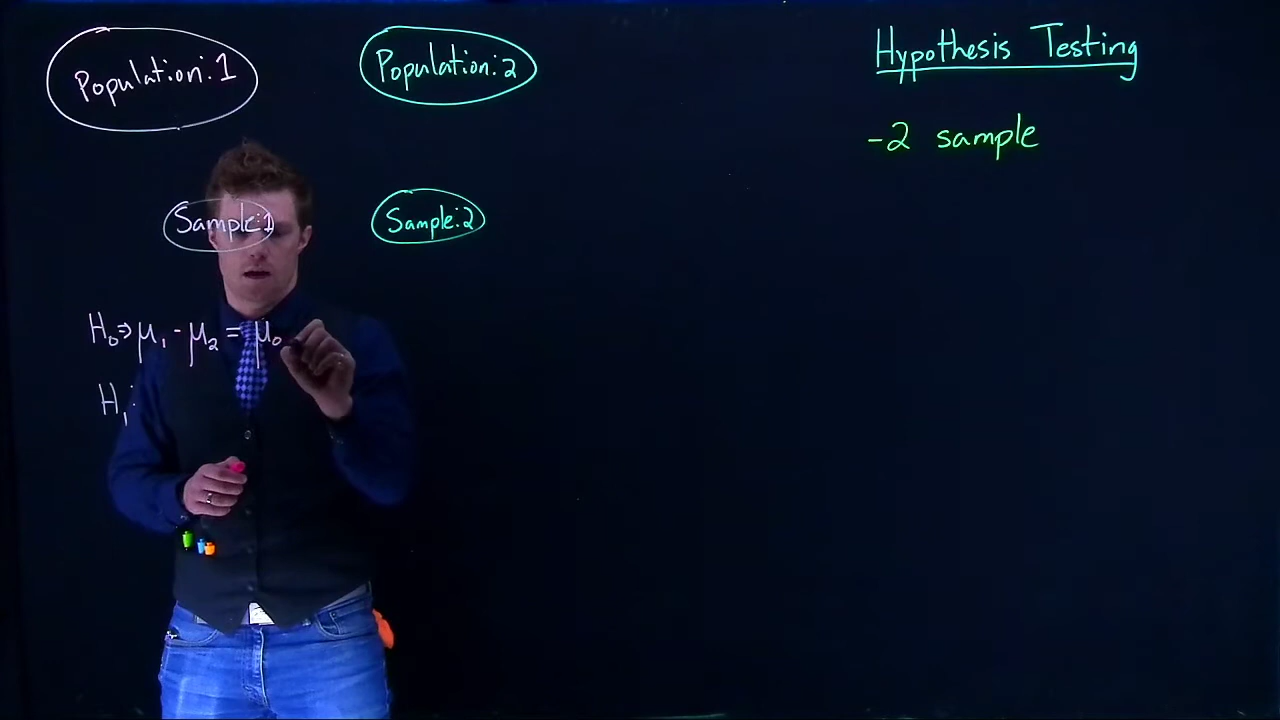 Population:1
Population:2
Hypothesis Testing
-2 sample
Sample:1
Sample:2
H₀⇒μ₁-μ₂=μ₀
H₁: